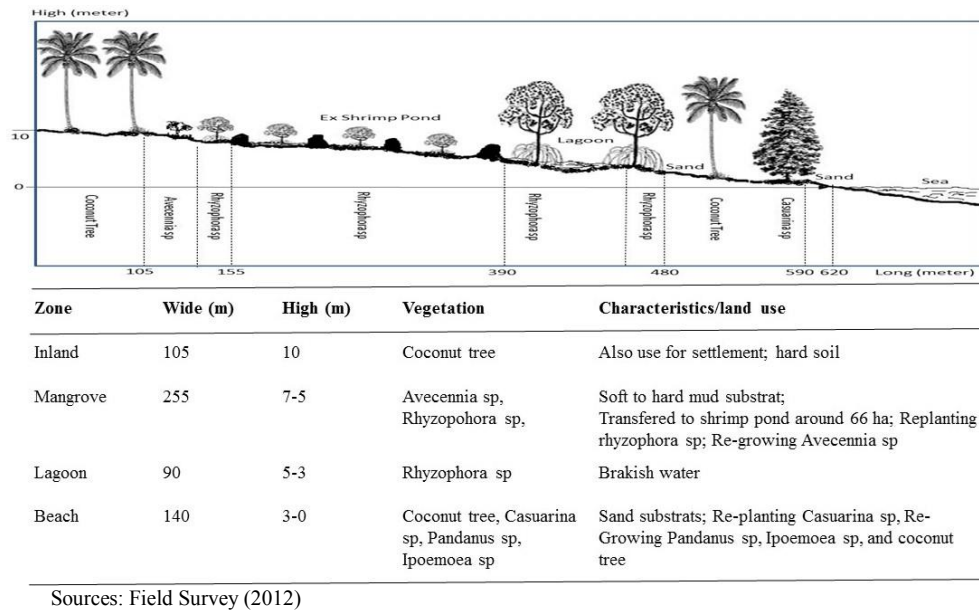 High (meter)
Ex Shrimp Pond
10
Lagoon
Sand
Sand
Sea
0
Coconut Tree
Avecennia sp
Rhyzophora sp
Rhyzophora sp
Rhyzophora sp
Rhyzophora sp
Coconut Tree
Casuarina sp
105
155
390
480
590
620
Long (meter)
Zone Wide (m) High (m) Vegetation Characteristics/land use
Inland 105 10 Coconut tree Also use for settlement; hard soil
Mangrove 255 7-5 Avecennia sp, Soft to hard mud substrat;
Rhyzopohora sp, Transfered to shrimp pond around 66 ha; Replanting
rhyzophora sp; Re-growing Avecennia sp
Lagoon 90 5-3 Rhyzophora sp Brakish water
Beach 140 3-0 Coconut tree, Casuarina Sand substrats; Re-planting Casuarina sp, Re-
sp, Pandanus sp, Growing Pandanus sp, Ipoemoea sp, and coconut
Ipoemoea sp tree
Sources: Field Survey (2012)